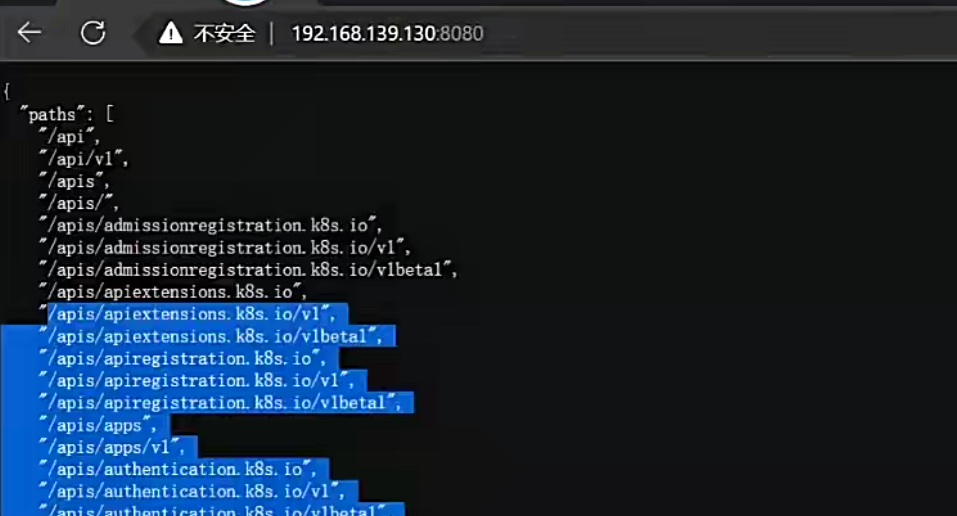 不安全 | 192.168.139.130:8080
{
"paths": [
"/api",
"/api/v1",
"/apis",
"/apis/",
"/apis/admissionregistration.k8s.io",
"/apis/admissionregistration.k8s.io/v1",
"/apis/admissionregistration.k8s.io/v1beta1",
"/apis/apiextensions.k8s.io",
"/apis/apiextensions.k8s.io/v1",
"/apis/apiextensions.k8s.io/v1beta1",
"/apis/apiregistration.k8s.io",
"/apis/apiregistration.k8s.io/v1",
"/apis/apiregistration.k8s.io/v1beta1",
"/apis/apps",
"/apis/apps/v1",
"/apis/authentication.k8s.io",
"/apis/authentication.k8s.io/v1",
"/apis/authentication.k8s.io/v1beta1",